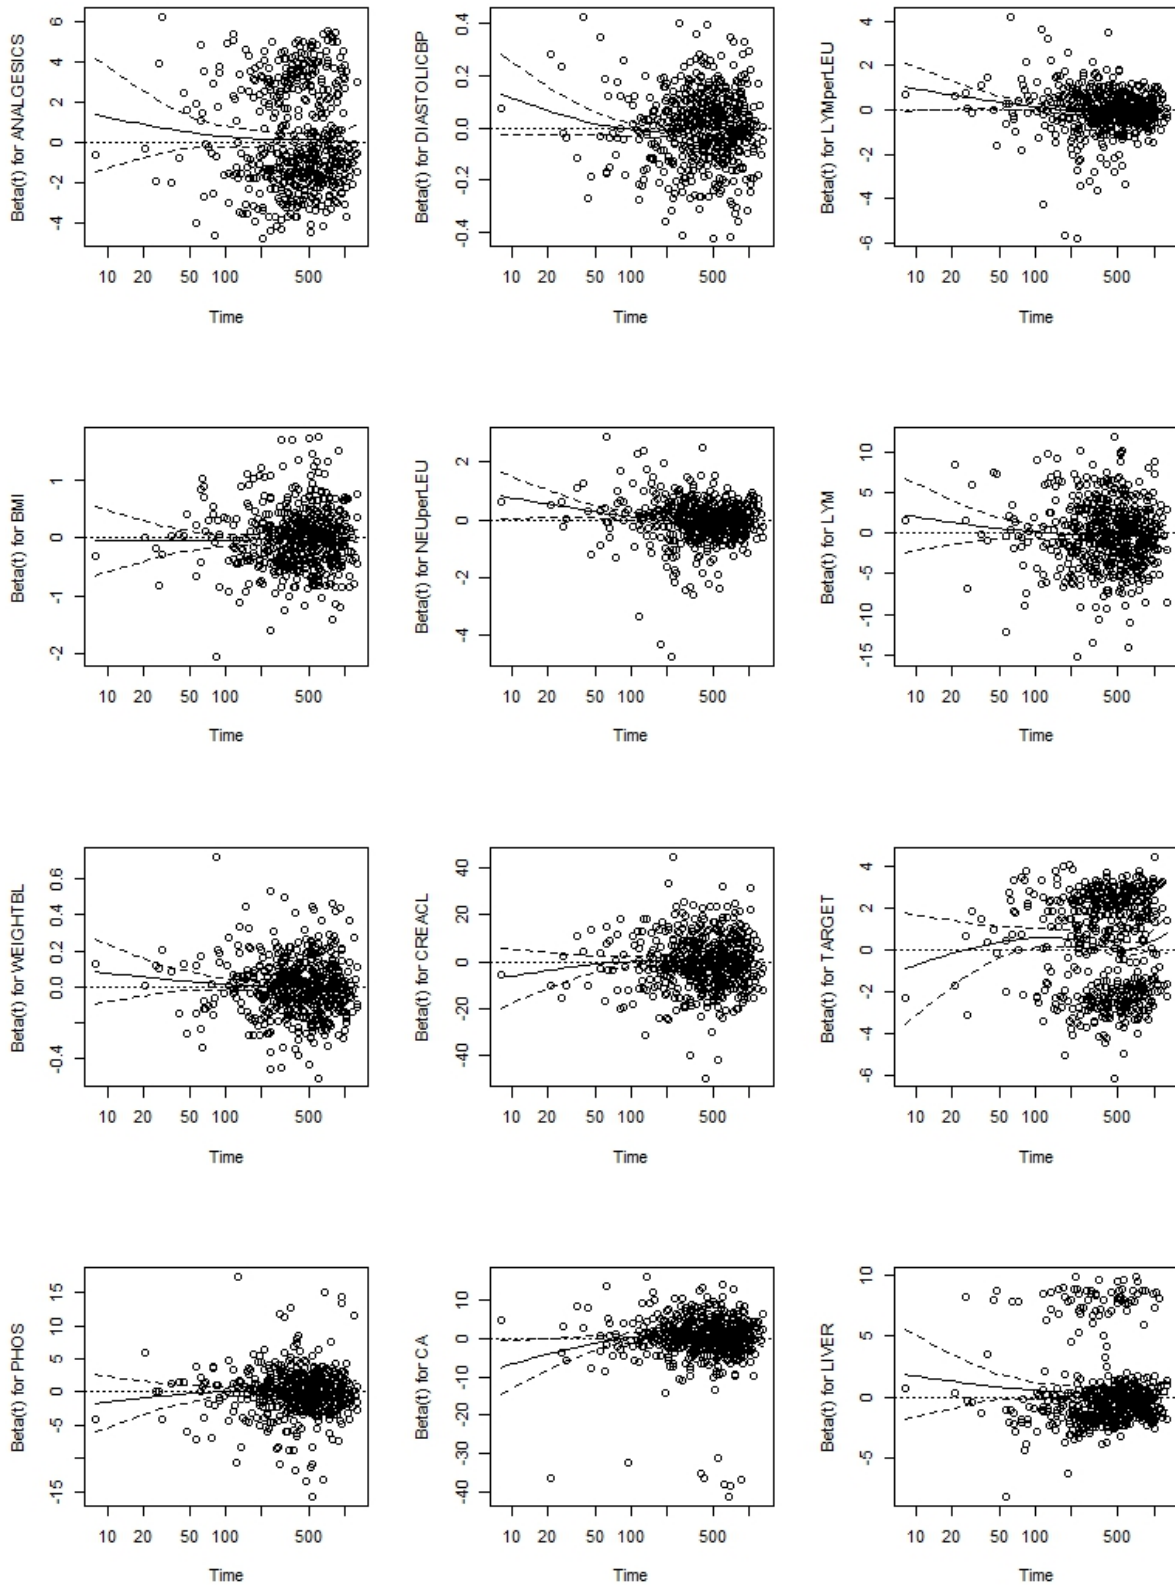 Beta(t) for ANALGESICS
6
4
2
0
-2
-4
10 20 50 100 500
Time
Beta(t) for DIASTOLICBP
0.4
0.2
0.0
-0.2
-0.4
10 20 50 100 500
Time
Beta(t) for LYMperLEU
4
2
0
-2
-4
-6
10 20 50 100 500
Time
Beta(t) for BMI
1
0
-1
-2
10 20 50 100 500
Time
Beta(t) for NEUperLEU
2
0
-2
-4
10 20 50 100 500
Time
Beta(t) for LYM
10
5
0
-5
-10
-15
10 20 50 100 500
Time
Beta(t) for WEIGHTBL
0.6
0.4
0.2
0.0
-0.4
10 20 50 100 500
Time
Beta(t) for CREACL
40
20
0
-20
-40
10 20 50 100 500
Time
Beta(t) for TARGET
4
2
0
-2
-4
-6
10 20 50 100 500
Time
Beta(t) for PHOS
15
10
5
0
-5
-15
10 20 50 100 500
Time
Beta(t) for CA
10
0
-10
-20
-30
-40
10 20 50 100 500
Time
Beta(t) for LIVER
10
5
0
-5
10 20 50 100 500
Time